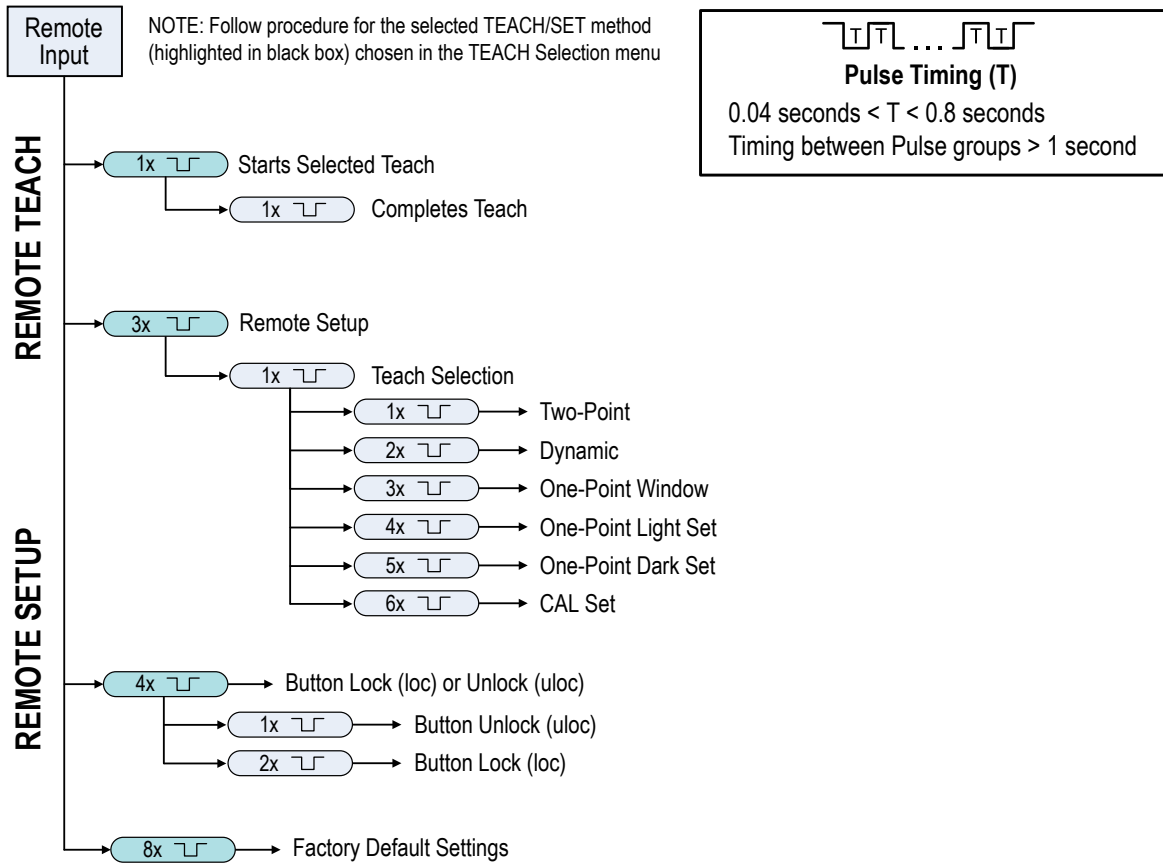 Remote
Input
NOTE: Follow procedure for the selected TEACH/SET method
(highlighted in black box) chosen in the TEACH Selection menu
T T . . . T T
Pulse Timing (T)
0.04 seconds < T < 0.8 seconds
Timing between Pulse groups > 1 second
REMOTE TEACH
1x Starts Selected Teach
1x Completes Teach
REMOTE SETUP
3x Remote Setup
1x Teach Selection
1x Two-Point
2x Dynamic
3x One-Point Window
4x One-Point Light Set
5x One-Point Dark Set
6x CAL Set
4x Button Lock (loc) or Unlock (uloc)
1x Button Unlock (uloc)
2x Button Lock (loc)
8x Factory Default Settings